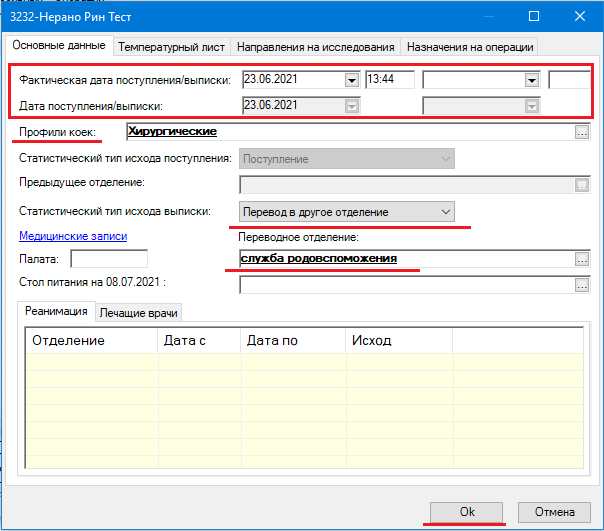 3232-Нерано Рин Тест
Основные данные Температурный лист Направления на исследования Назначения на операции
Фактическая дата поступления/выписки: 23.06.2021 13:44
Дата поступления/выписки: 23.06.2021
Профили коек: Хирургические ...
Статистический тип исхода поступления: Поступление
Предыдущее отделение: ...
Статистический тип исхода выписки: Перевод в другое отделение
Медицинские записи Переводное отделение:
Палата: служба родовспоможения ...
Стол питания на 08.07.2021 : ...
Реанимация Лечащие врачи
Отделение Дата с Дата по Исход
Ok Отмена